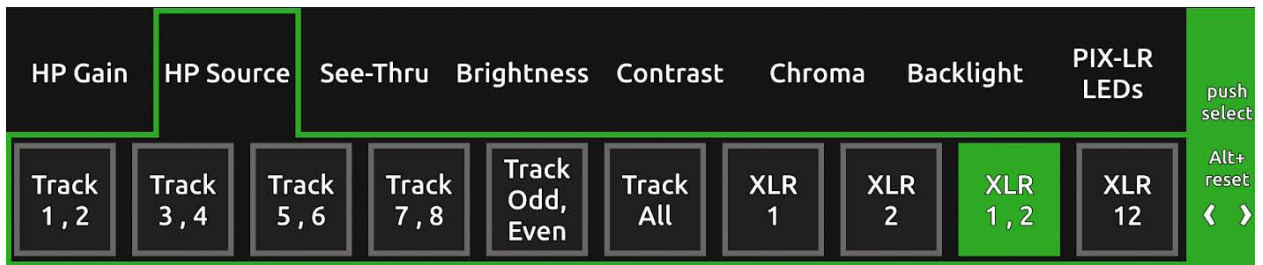 HP Gain
HP Source
See-Thru
Brightness
Contrast
Chroma
Backlight
PIX-LR
LEDs
push
select
Track
1 , 2
Track
3 , 4
Track
5 , 6
Track
7 , 8
Track
Odd,
Even
Track
All
XLR
1
XLR
2
XLR
1 , 2
XLR
12
Alt+
reset
‹ ›